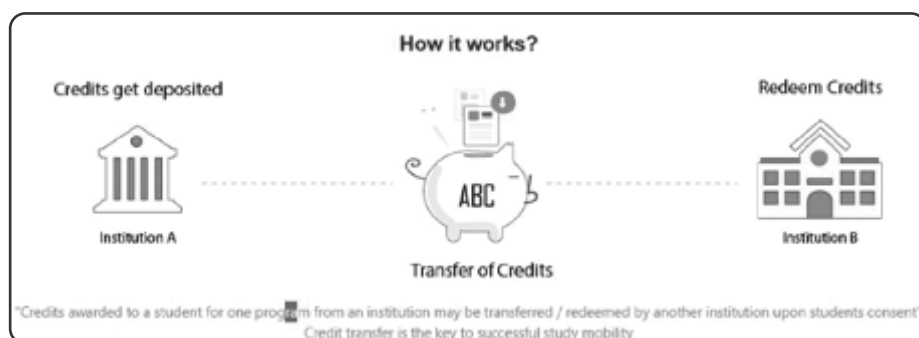 How it works?
Credits get deposited
Redeem Credits
ABC
Institution A
Institution B
Transfer of Credits
"Credits awarded to a student for one program from an institution may be transferred / redeemed by another institution upon students consent"
Credit transfer is the key to successful study mobility